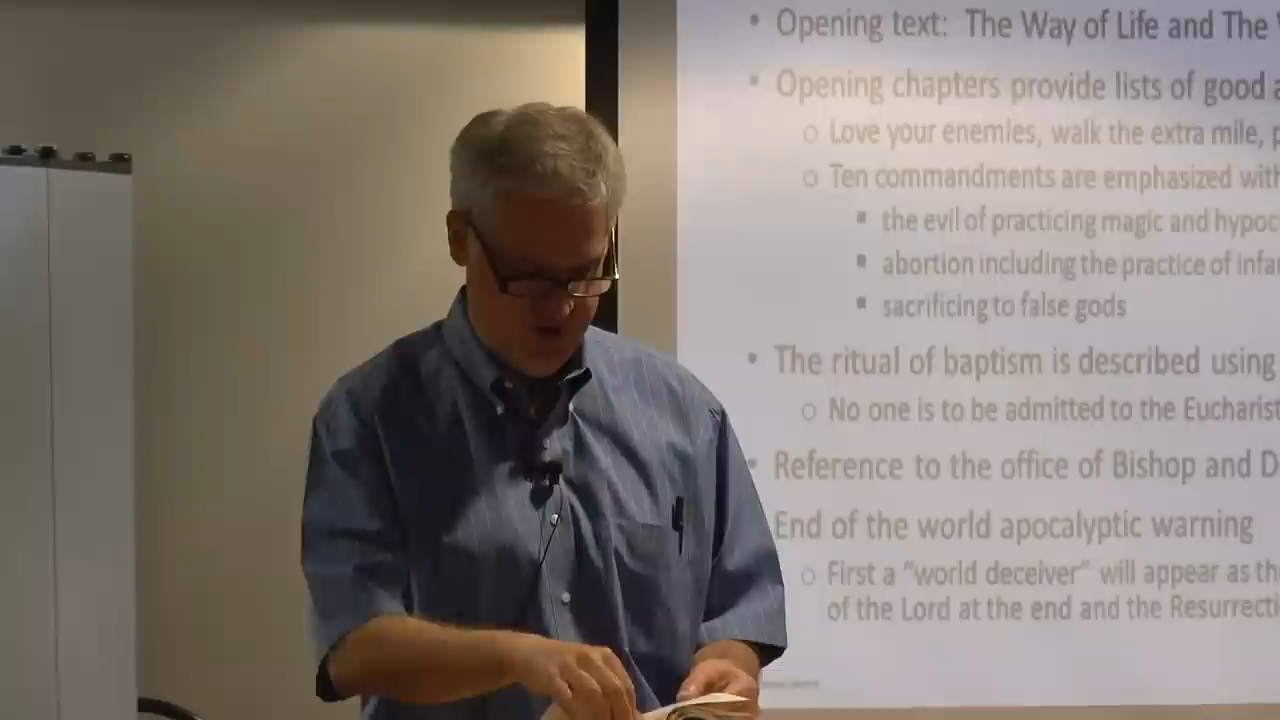 • Opening text: The Way of Life and The
• Opening chapters provide lists of good
o Love your enemies, walk the extra mile,
o Ten commandments are emphasized with
▪ the evil of practicing magic and
▪ abortion including the practice of
▪ sacrificing to false gods
• The ritual of baptism is described using
o No one is to be admitted to the Eucharist
• Reference to the office of Bishop and
End of the world apocalyptic warning
o First a “world deceiver” will appear as
of the Lord at the end and the